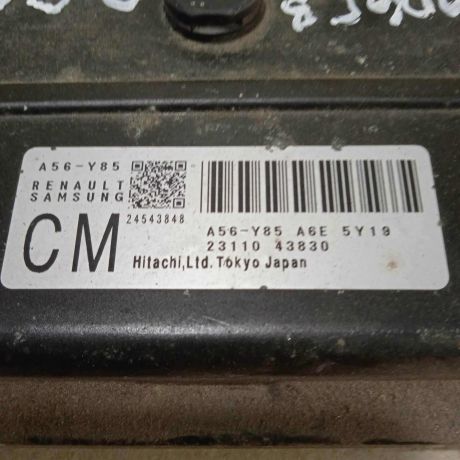 A56-Y85
RENAULT
SAMSUNG
24543848
CM
A56-Y85 A6E 5Y19
23110 43830
Hitachi,Ltd.Tokyo Japan